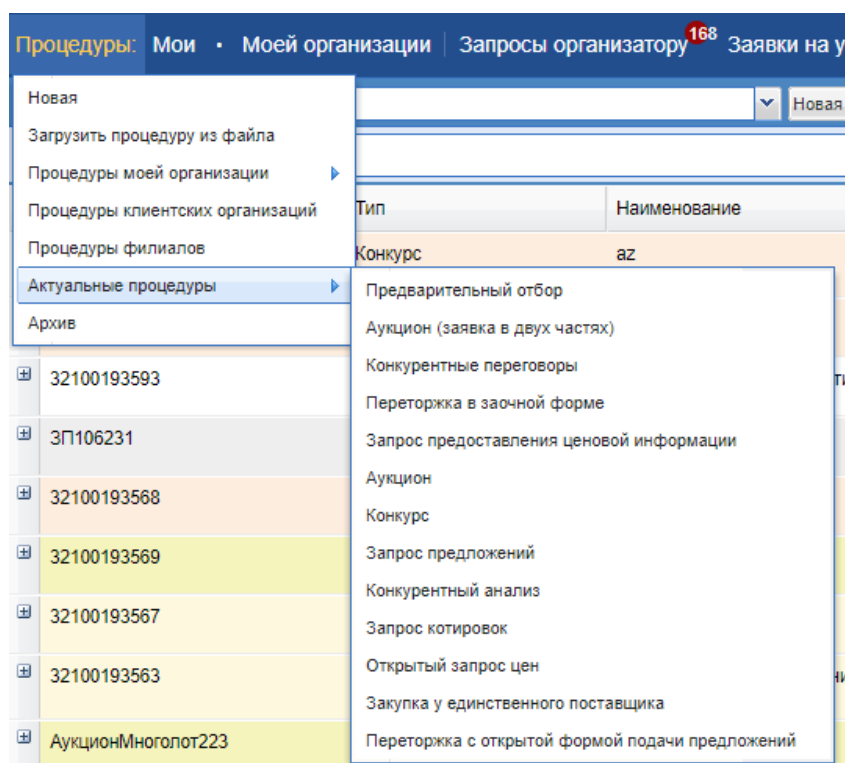 Процедуры: Мои • Моей организации Запросы организатору 168 Заявки на у
Новая
Новая
Загрузить процедуру из файла
Процедуры моей организации
Процедуры клиентских организаций
Тип
Наименование
Процедуры филиалов
Конкурс
az
Актуальные процедуры
Архив
Предварительный отбор
Аукцион (заявка в двух частях)
Конкурентные переговоры
Переторжка в заочной форме
Запрос предоставления ценовой информации
Аукцион
Конкурс
Запрос предложений
Конкурентный анализ
Запрос котировок
Открытый запрос цен
Закупка у единственного поставщика
Переторжка с открытой формой подачи предложений
32100193593
ЗП106231
32100193568
32100193569
32100193567
32100193563
АукционМноголот223